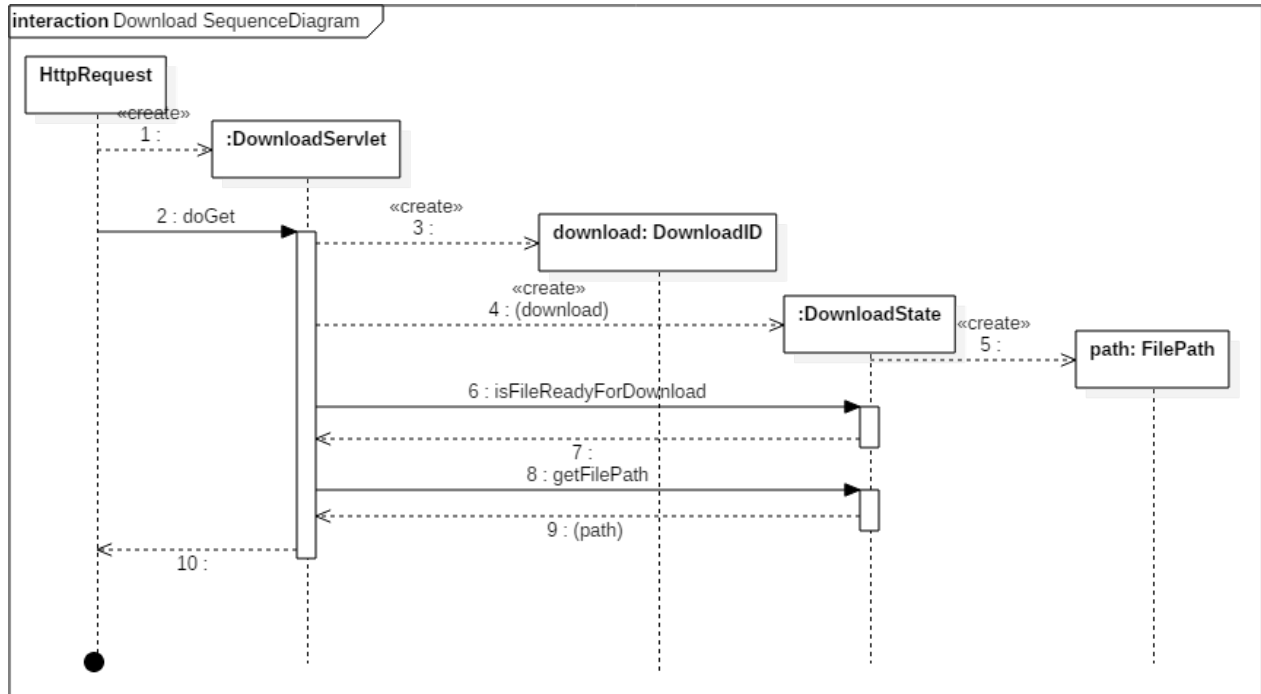 interaction Download SequenceDiagram
HttpRequest
«create»
1 :
:DownloadServlet
2 : doGet
«create»
3 :
download: DownloadID
«create»
4 : (download)
:DownloadState
«create»
5 :
path: FilePath
6 : isFileReadyForDownload
7 :
8 : getFilePath
9 : (path)
10 :